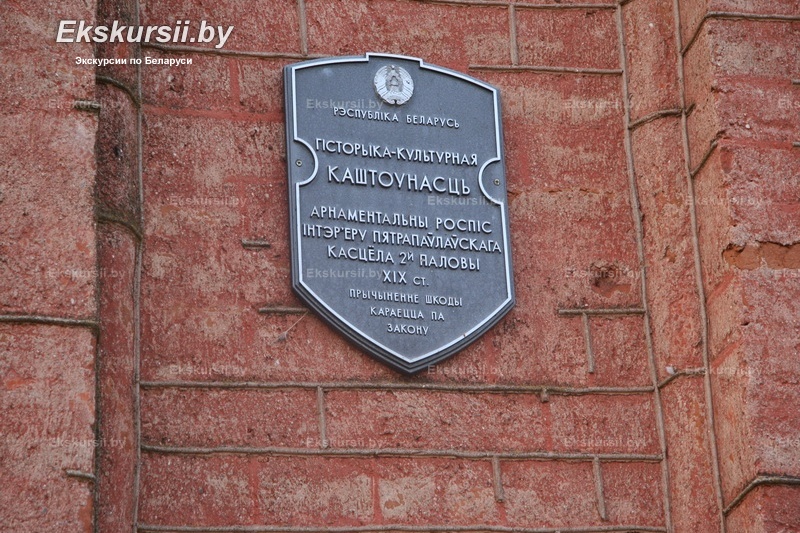 Ekskursii.by
Экскурсии по Беларуси
РЭСПУБЛІКА БЕЛАРУСЬ
ГІСТОРЫКА-КУЛЬТУРНАЯ
КАШТОУНАСЦЬ
АРНАМЕНТАЛЬНЫ РОСПІС
ІНТЭР'ЕРУ ПЯТРАПАЎЛАЎСКАГА
КАСЦЁЛА 2Й ПАЛОВЫ
XIX СТ.
ПРЫЧЫНЕННЕ ШКОДЫ
КАРАЕЦЦА ПА
ЗАКОНУ